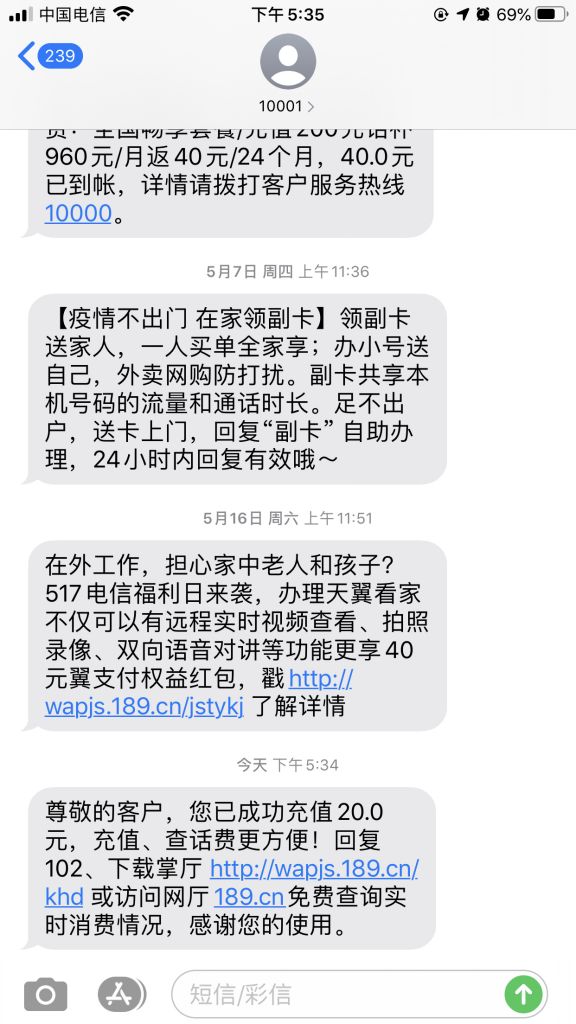 中国电信
下午5:35
69%
239
10001
费：全国畅享套餐/充值200元话补
960元/月返40元/24个月，40.0元
已到帐，详情请拨打客户服务热线
10000。
5月7日 周四 上午11:36
【疫情不出门 在家领副卡】领副卡
送家人，一人买单全家享；办小号送
自己，外卖网购防打扰。副卡共享本
机号码的流量和通话时长。足不出
户，送卡上门，回复“副卡” 自助办
理，24小时内回复有效哦～
5月16日 周六 上午11:51
在外工作，担心家中老人和孩子?
517电信福利日来袭，办理天翼看家
不仅可以有远程实时视频查看、拍照
录像、双向语音对讲等功能更享40
元翼支付权益红包，戳http://
wapjs.189.cn/jstykj 了解详情
今天 下午5:34
尊敬的客户，您已成功充值20.0
元，充值、查话费更方便！回复
102、下载掌厅 http://wapjs.189.cn/
khd 或访问网厅 189.cn免费查询实
时消费情况，感谢您的使用。
短信/彩信